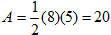 A = 1/2 (8)(5) = 20